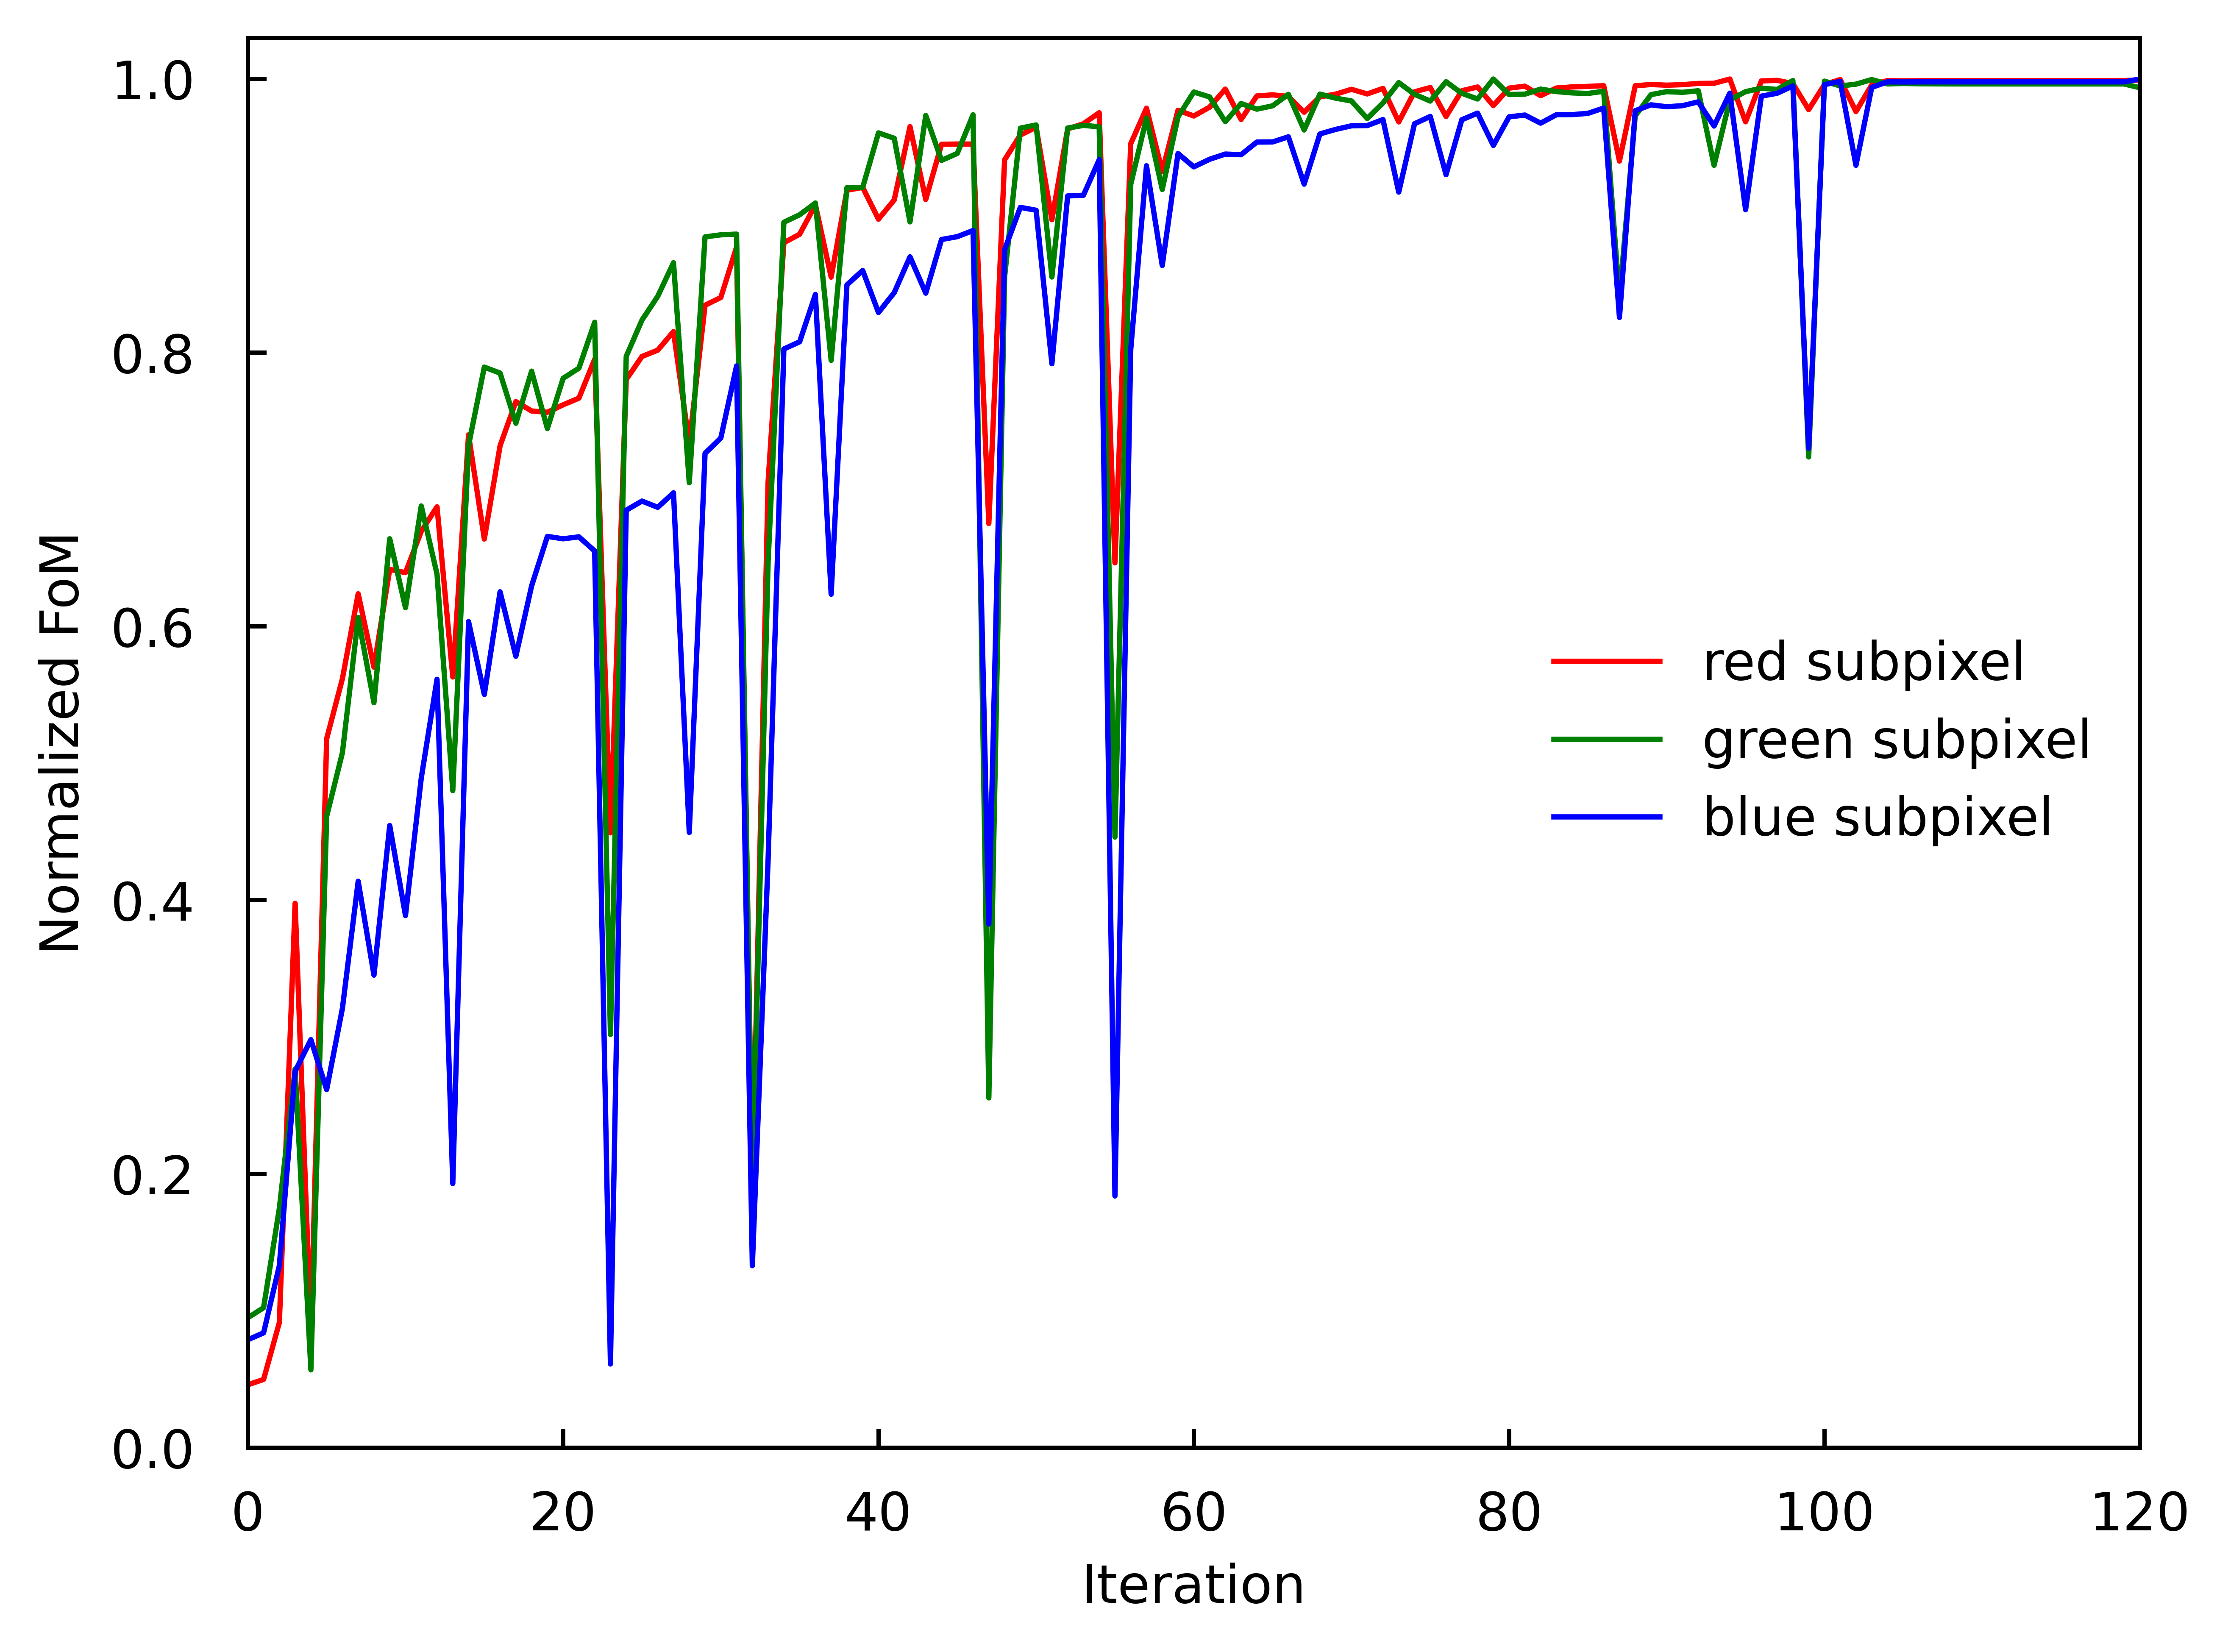 1.0
0.8
0.6
0.4
0.2
0.0
Normalized FoM
red subpixel
green subpixel
blue subpixel
0 20 40 60 80 100 120
Iteration